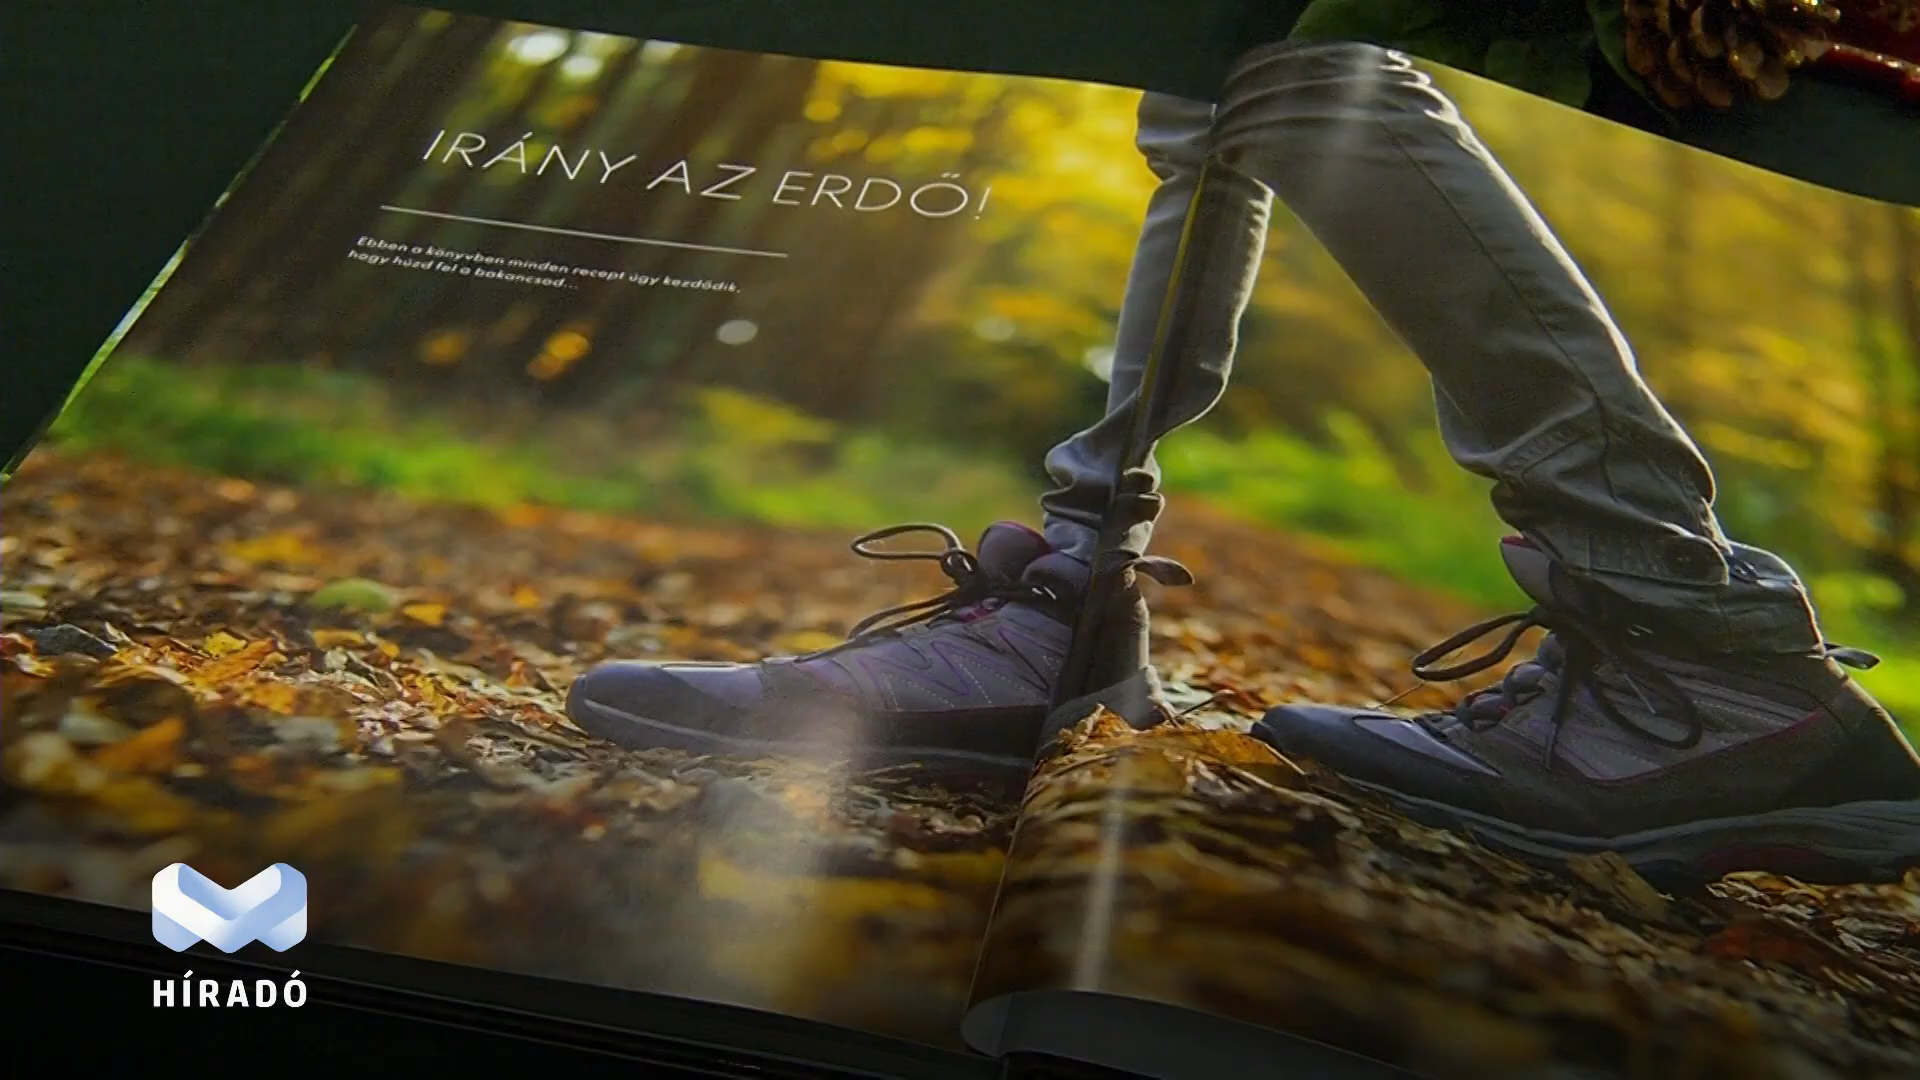 IRÁNY AZ ERDŐ!
Ebben a könyvben minden recept úgy kezdődik,
hogy húzd fel a bakancsod...
HÍRADÓ